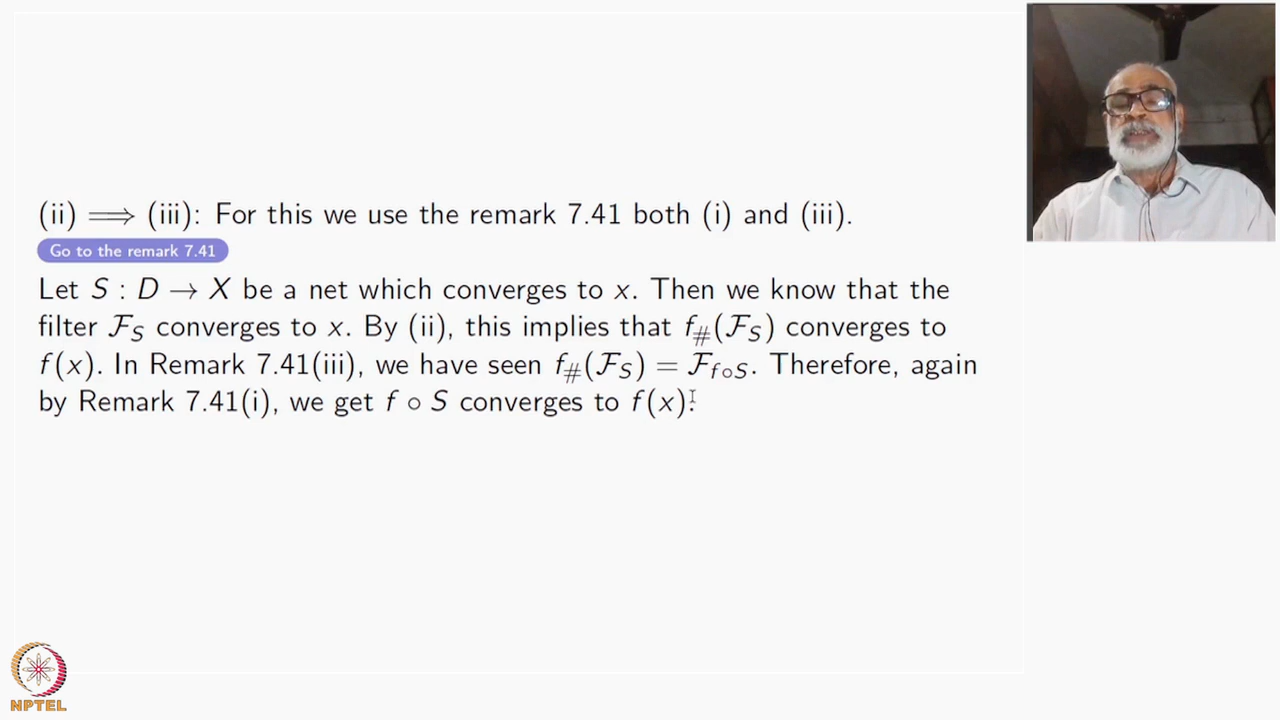 (ii) ⟹ (iii): For this we use the remark 7.41 both (i) and (iii).
Go to the remark 7.41
Let S : D → X be a net which converges to x. Then we know that the
filter ℱ_S converges to x. By (ii), this implies that f_#(ℱ_S) converges to
f(x). In Remark 7.41(iii), we have seen f_#(ℱ_S) = ℱ_{f∘S}. Therefore, again
by Remark 7.41(i), we get f ∘ S converges to f(x).
NPTEL